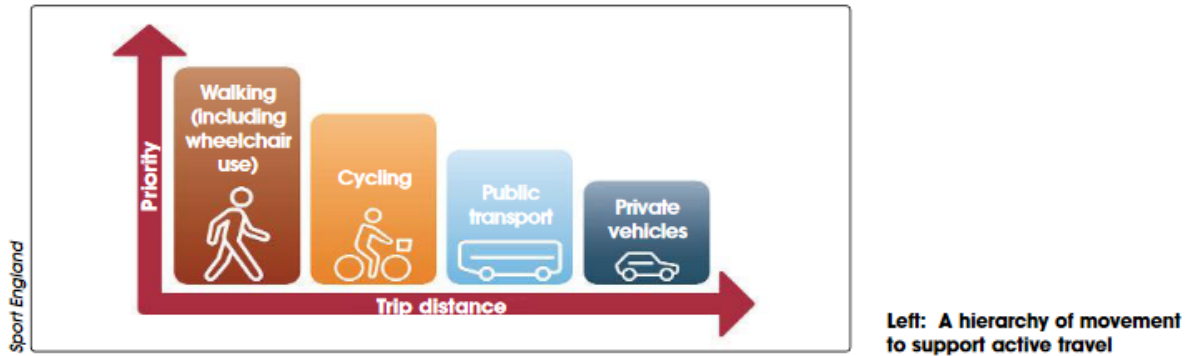 Walking
(including
wheelchair
use)
Cycling
Public
transport
Private
vehicles
Priority
Trip distance
Sport England
Left: A hierarchy of movement
to support active travel